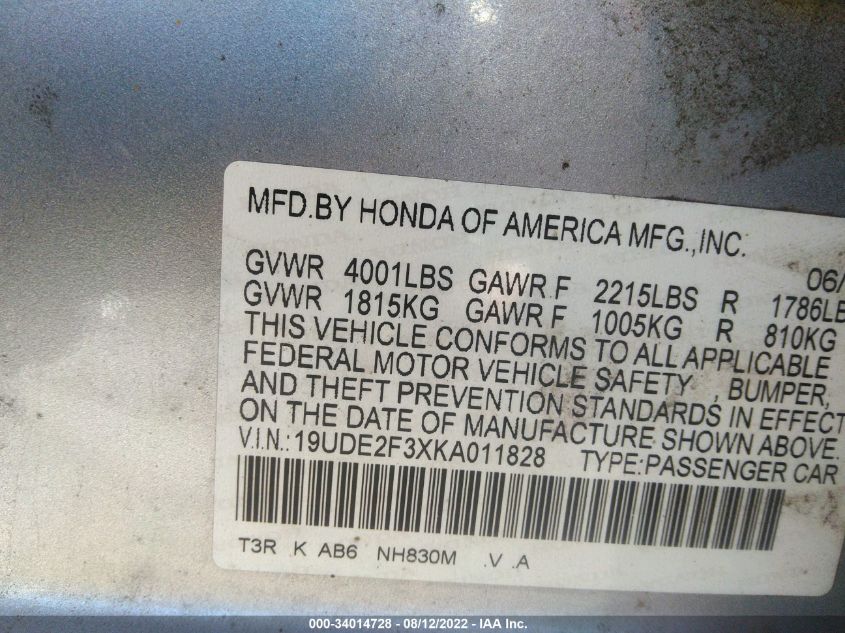 MFD.BY HONDA OF AMERICA MFG.,INC.
06/
GVWR 4001LBS GAWR F 2215LBS R 1786LB
GVWR 1815KG GAWR F 1005KG R 810KG
THIS VEHICLE CONFORMS TO ALL APPLICABLE
FEDERAL MOTOR VEHICLE SAFETY , BUMPER,
AND THEFT PREVENTION STANDARDS IN EFFECT
ON THE DATE OF MANUFACTURE SHOWN ABOVE.
V.I.N.:19UDE2F3XKA011828 TYPE:PASSENGER CAR
T3R K AB6 NH830M .V .A
000-34014728 - 08/12/2022 - IAA Inc.